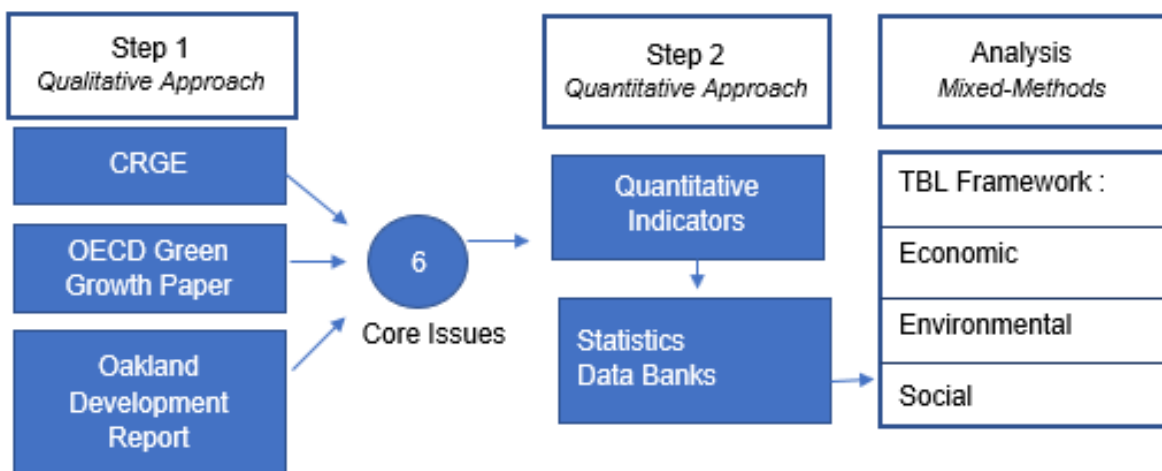 Step 1
Qualitative Approach
CRGE
OECD Green
Growth Paper
Oakland
Development
Report
6
Core Issues
Step 2
Quantitative Approach
Quantitative
Indicators
Statistics
Data Banks
Analysis
Mixed-Methods
TBL Framework :
Economic
Environmental
Social